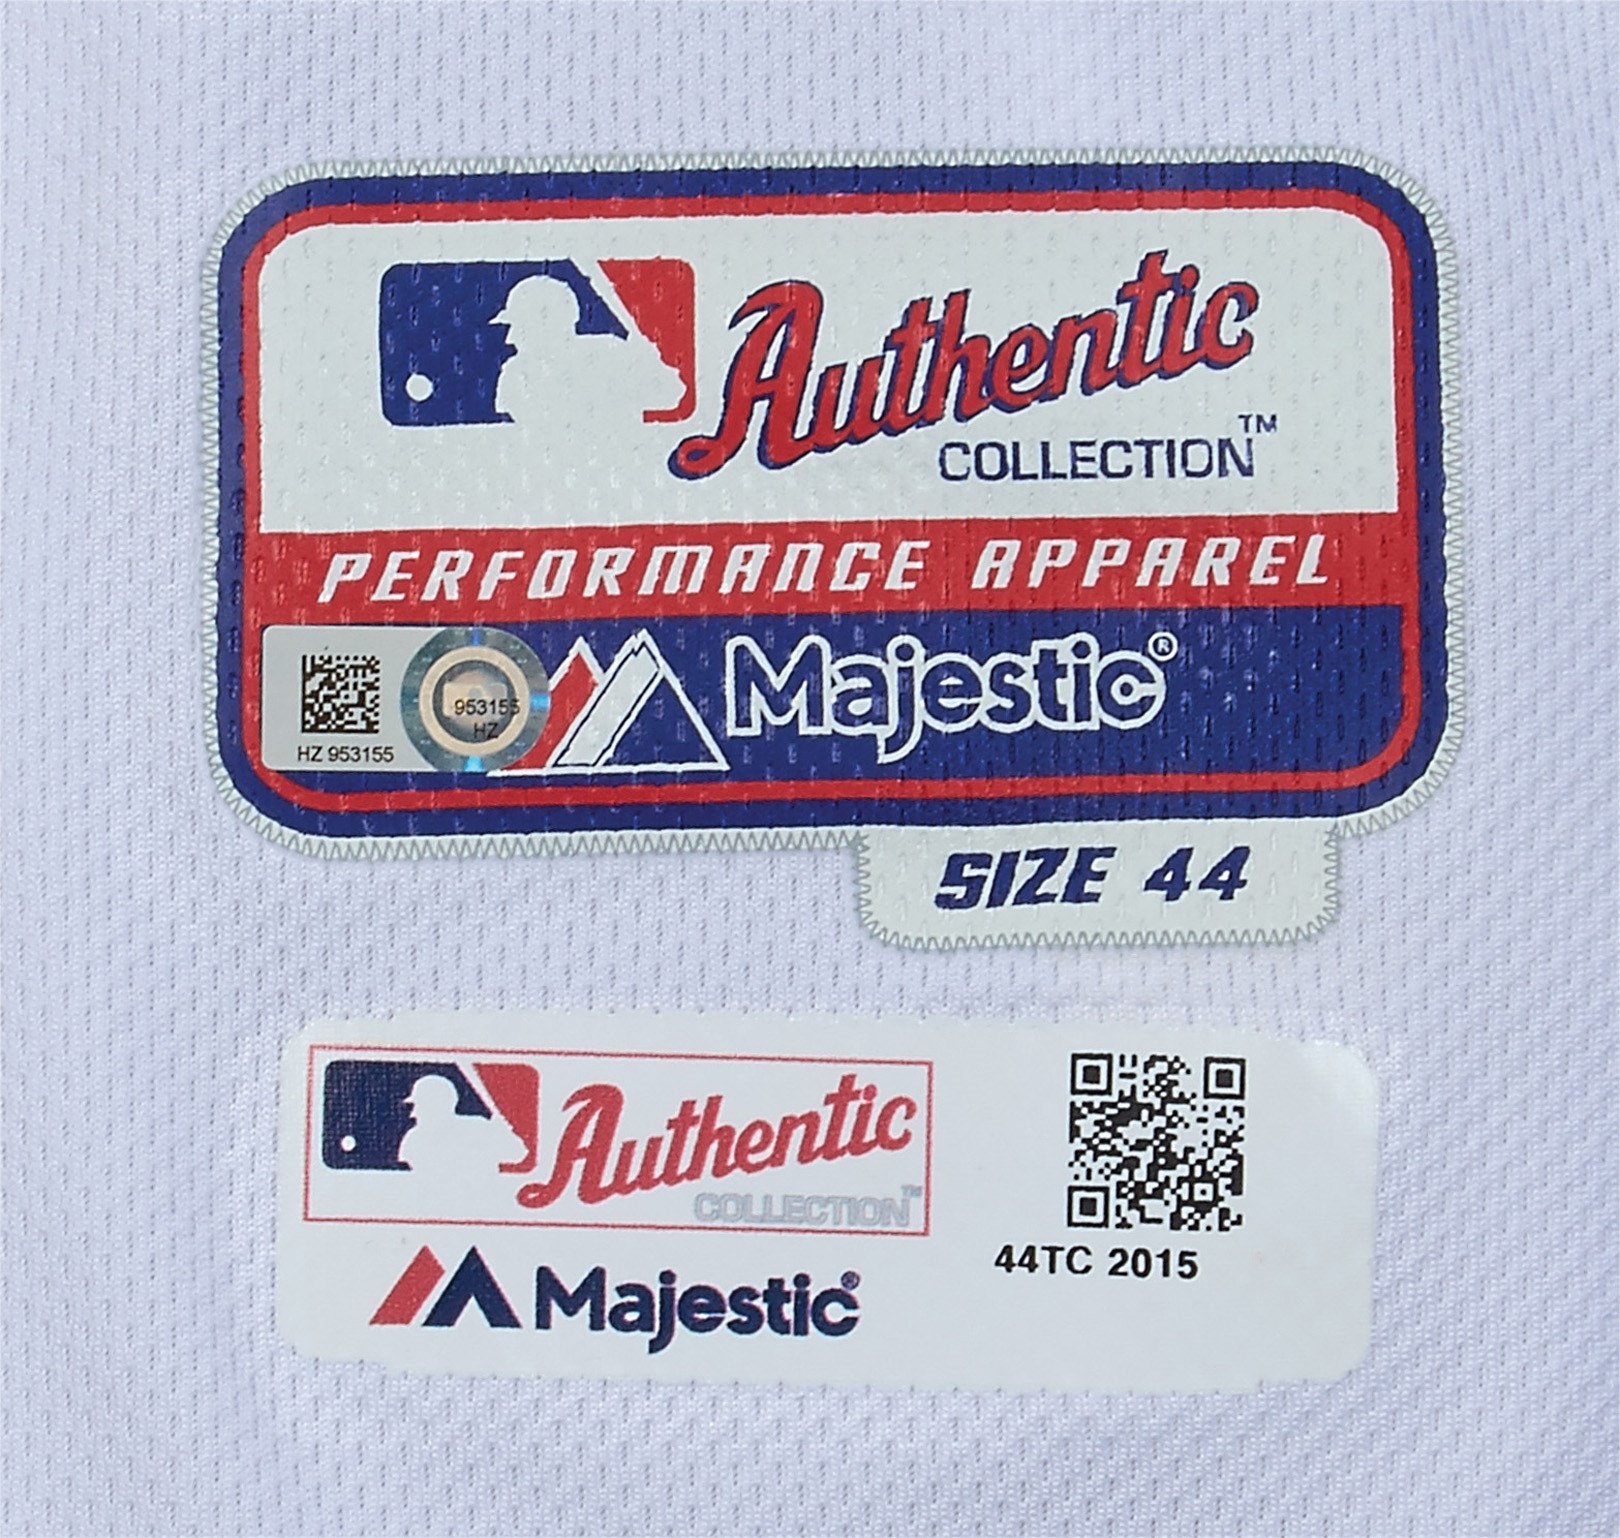 Authentic
COLLECTION™
PERFORMANCE APPAREL
Majestic®
953155
HZ
HZ 953155
SIZE 44
Authentic
COLLECTION™
Majestic®
44TC 2015